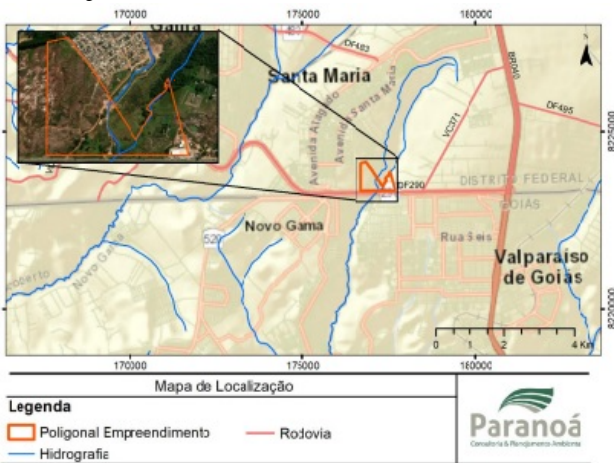 170000 175000 180000
Gama
DF483
BR040
Santa Maria
DF495
Avenida Alagado
Avenida Santa Maria
VC371
8225000
DF290
DISTRITO FEDERAL
GOIÁS
Novo Gama
520
Rua Seis
Valparaíso
de Goiás
Novo Gama
8220000
0 1 2 4 Km
170000 175000 180000
Mapa de Localização
Legenda
Poligonal Empreendimento
Rodovia
Hidrografia
Paranoá
Consultoria & Planejamento Ambiental